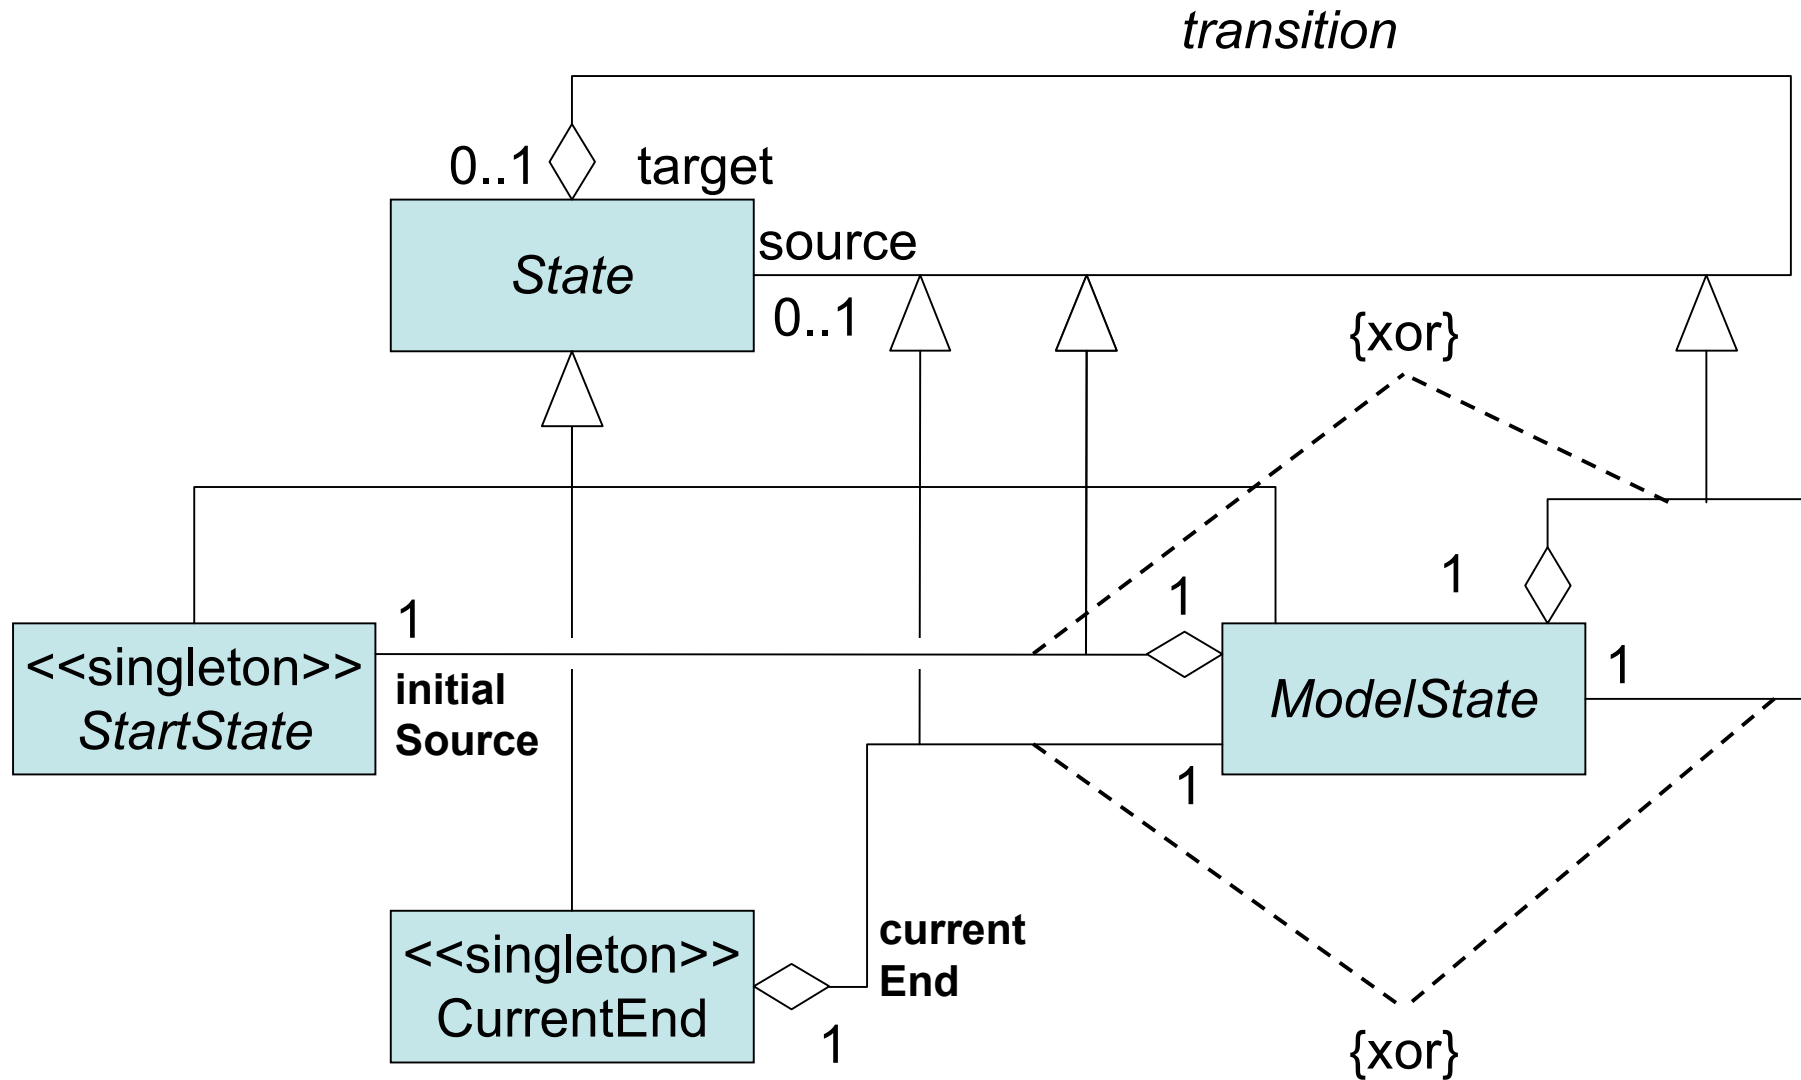 transition
0..1
target
source
State
0..1
{xor}
1
1
1
<<singleton>>
StartState
initial
Source
ModelState
1
1
current
End
<<singleton>>
CurrentEnd
1
{xor}